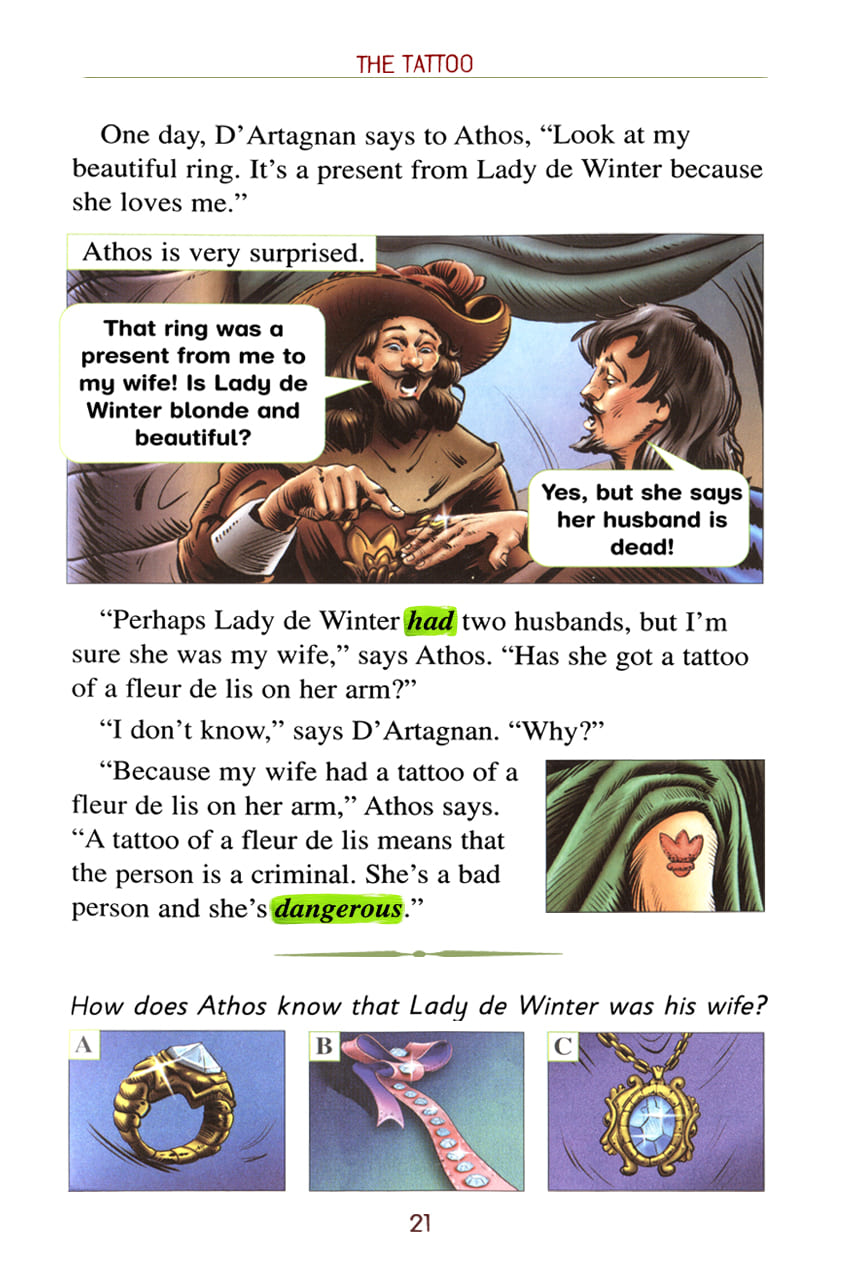 THE TATTOO
One day, D’Artagnan says to Athos, “Look at my
beautiful ring. It’s a present from Lady de Winter because
she loves me.”
Athos is very surprised.
That ring was a
present from me to
my wife! Is Lady de
Winter blonde and
beautiful?
Yes, but she says
her husband is
dead!
“Perhaps Lady de Winter had two husbands, but I’m
sure she was my wife,” says Athos. “Has she got a tattoo
of a fleur de lis on her arm?”
“I don’t know,” says D’Artagnan. “Why?”
“Because my wife had a tattoo of a
fleur de lis on her arm,” Athos says.
“A tattoo of a fleur de lis means that
the person is a criminal. She’s a bad
person and she’s dangerous.”
How does Athos know that Lady de Winter was his wife?
A
B
C
21